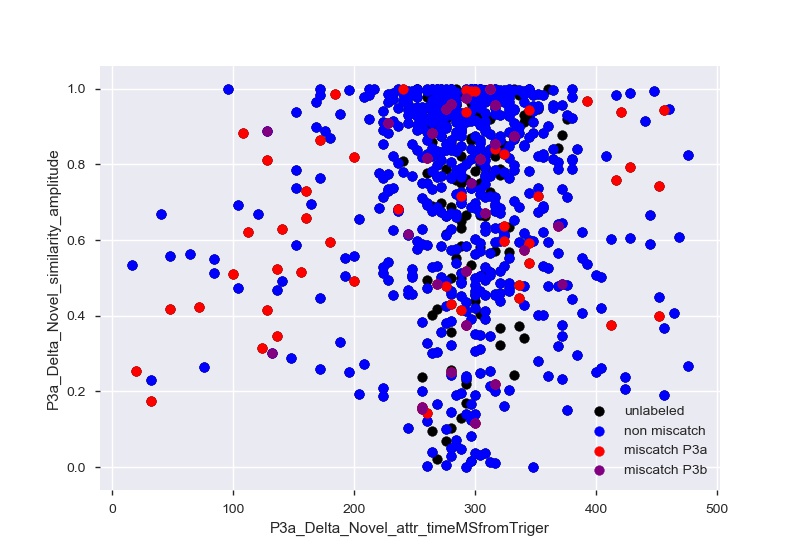 1.0
0.8
0.6
0.4
0.2
0.0
P3a_Delta_Novel_similarity_amplitude
unlabeled
non miscatch
miscatch P3a
miscatch P3b
0 100 200 300 400 500
P3a_Delta_Novel_attr_timeMSfromTriger